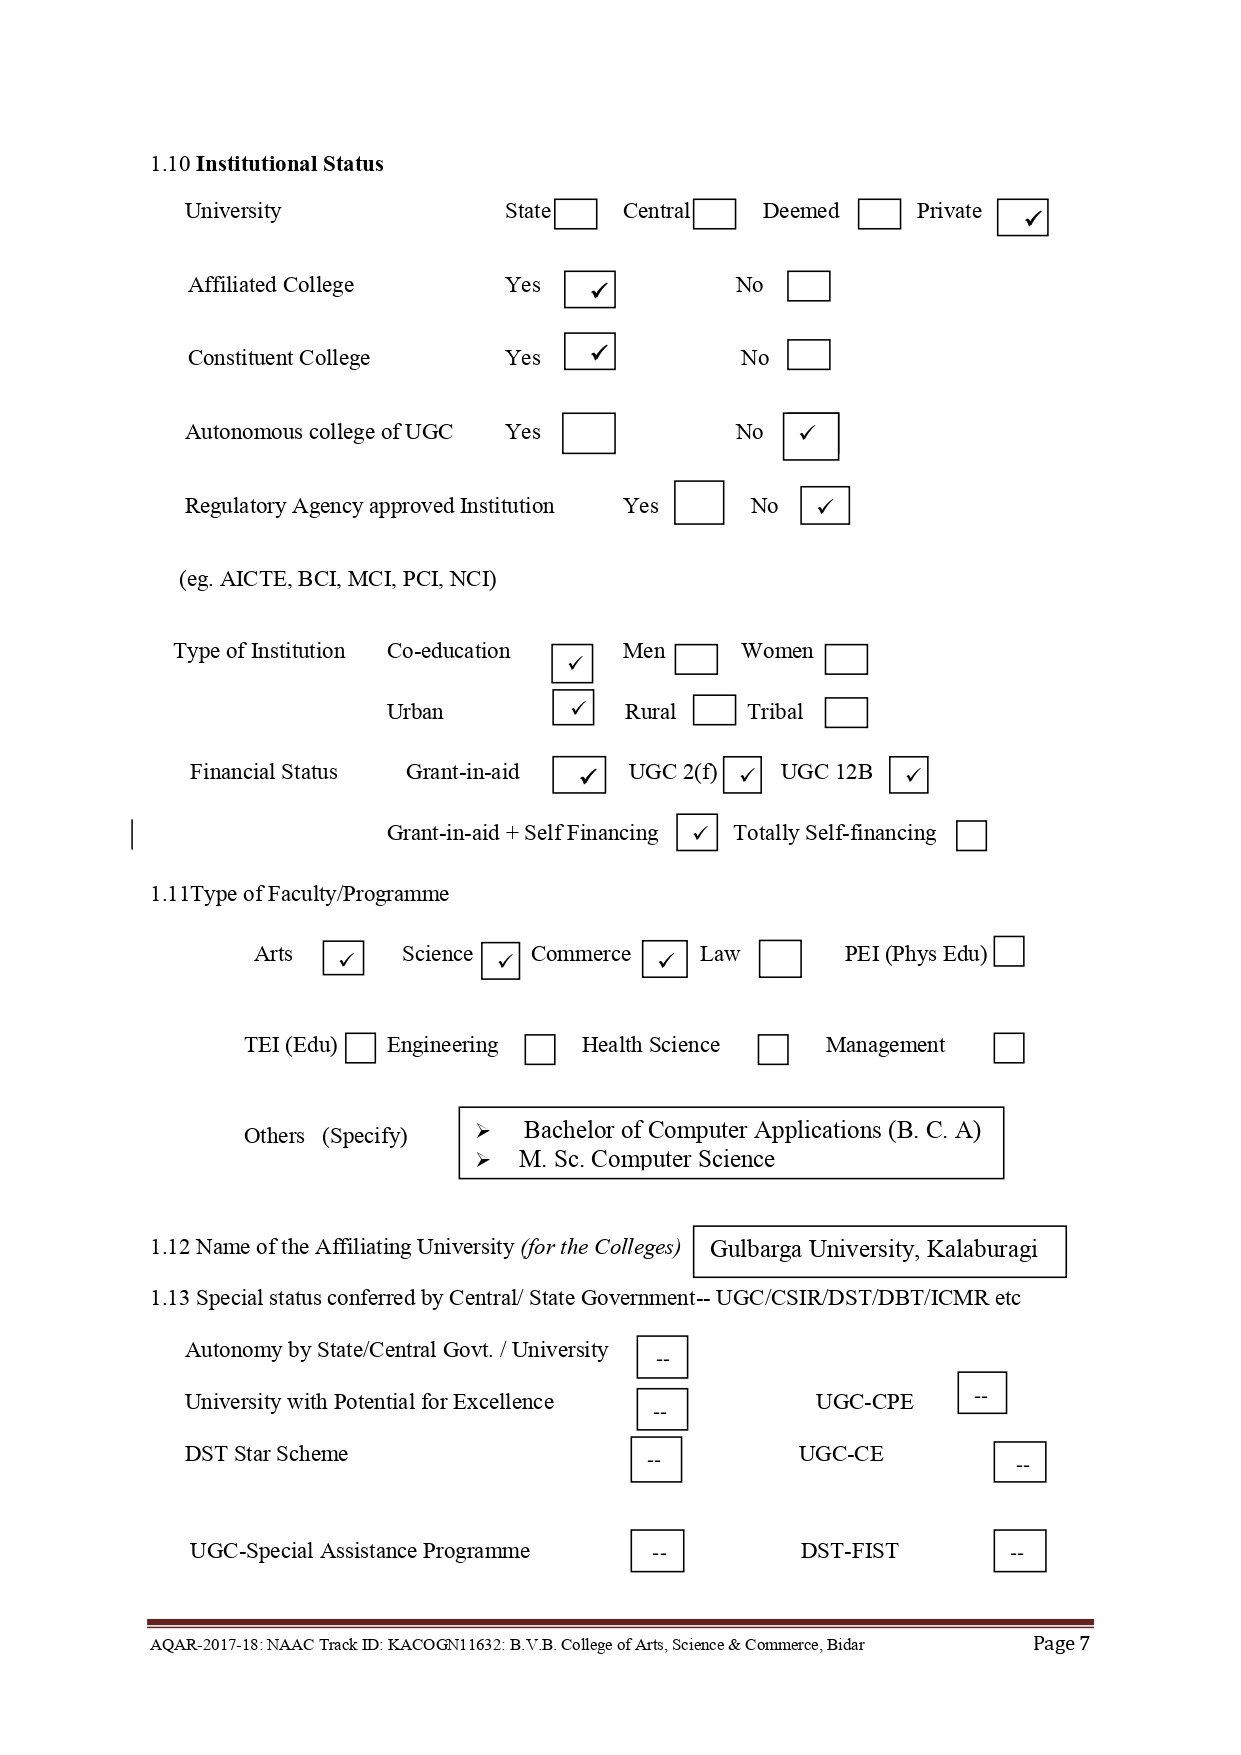 1.10 Institutional Status
University State Central Deemed Private ✓
Affiliated College Yes ✓ No
Constituent College Yes ✓ No
Autonomous college of UGC Yes No ✓
Regulatory Agency approved Institution Yes No ✓
(eg. AICTE, BCI, MCI, PCI, NCI)
Type of Institution Co-education ✓ Men Women
Urban ✓ Rural Tribal
Financial Status Grant-in-aid ✓ UGC 2(f) ✓ UGC 12B ✓
Grant-in-aid + Self Financing ✓ Totally Self-financing
1.11Type of Faculty/Programme
Arts ✓ Science ✓ Commerce ✓ Law PEI (Phys Edu)
TEI (Edu) Engineering Health Science Management
Others (Specify) ➢ Bachelor of Computer Applications (B. C. A)
➢ M. Sc. Computer Science
1.12 Name of the Affiliating University (for the Colleges) Gulbarga University, Kalaburagi
1.13 Special status conferred by Central/ State Government-- UGC/CSIR/DST/DBT/ICMR etc
Autonomy by State/Central Govt. / University --
University with Potential for Excellence -- UGC-CPE --
DST Star Scheme -- UGC-CE --
UGC-Special Assistance Programme -- DST-FIST --
AQAR-2017-18: NAAC Track ID: KACOGN11632: B.V.B. College of Arts, Science & Commerce, Bidar Page 7